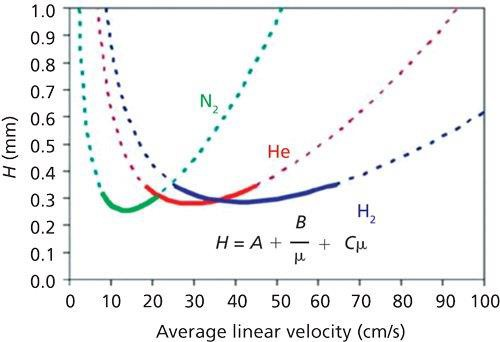 H (mm)
1.0
0.9
0.8
0.7
0.6
0.5
0.4
0.3
0.2
0.1
0.0
N₂
He
H₂
H = A + B/μ + Cμ
0 10 20 30 40 50 60 70 80 90 100
Average linear velocity (cm/s)